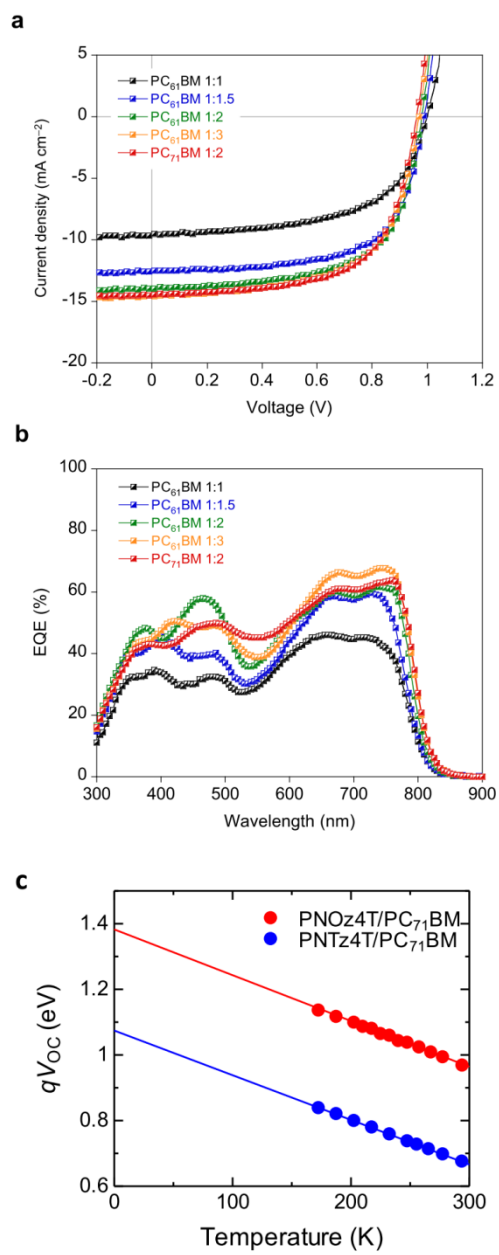 a
5
0
-5
-10
-15
-20
Current density (mA cm⁻²)
PC₆₁BM 1:1
PC₆₁BM 1:1.5
PC₆₁BM 1:2
PC₆₁BM 1:3
PC₇₁BM 1:2
-0.2 0 0.2 0.4 0.6 0.8 1 1.2
Voltage (V)
b
100
80
60
40
20
0
EQE (%)
PC₆₁BM 1:1
PC₆₁BM 1:1.5
PC₆₁BM 1:2
PC₆₁BM 1:3
PC₇₁BM 1:2
300 400 500 600 700 800 900
Wavelength (nm)
c
1.4
1.2
1
0.8
0.6
qV_OC (eV)
PNOz4T/PC₇₁BM
PNTz4T/PC₇₁BM
0 100 200 300
Temperature (K)